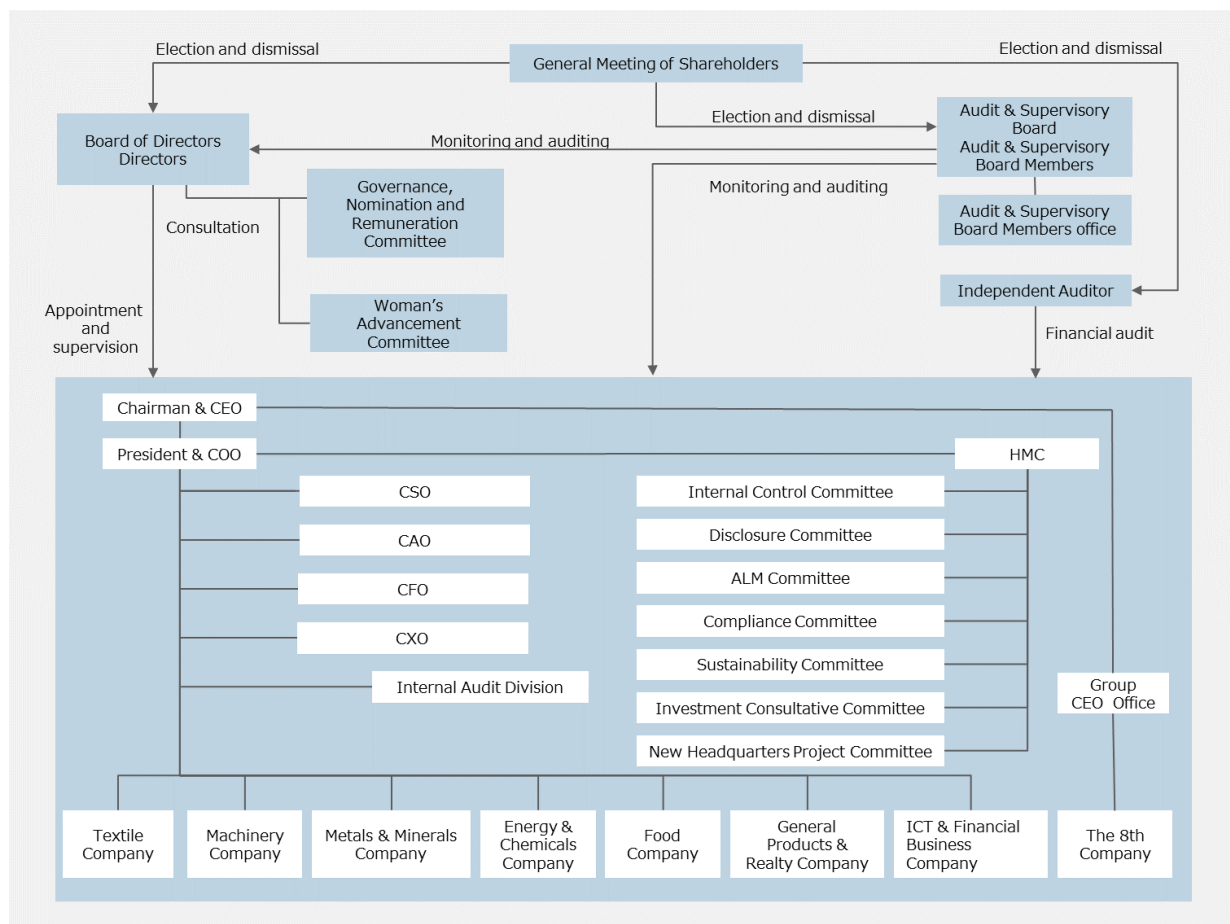 Election and dismissal
General Meeting of Shareholders
Election and dismissal
Election and dismissal
Audit & Supervisory
Board
Audit & Supervisory
Board Members
Board of Directors
Directors
Monitoring and auditing
Monitoring and auditing
Governance,
Nomination and
Remuneration
Committee
Consultation
Audit & Supervisory
Board Members office
Independent Auditor
Woman's
Advancement
Committee
Appointment
and
supervision
Financial audit
Chairman & CEO
President & COO
HMC
CSO
Internal Control Committee
CAO
Disclosure Committee
CFO
ALM Committee
CXO
Compliance Committee
Sustainability Committee
Internal Audit Division
Group
CEO Office
Investment Consultative Committee
New Headquarters Project Committee
Textile
Company
Machinery
Company
Metals & Minerals
Company
Energy &
Chemicals
Company
Food
Company
General
Products &
Realty Company
ICT & Financial
Business
Company
The 8th
Company